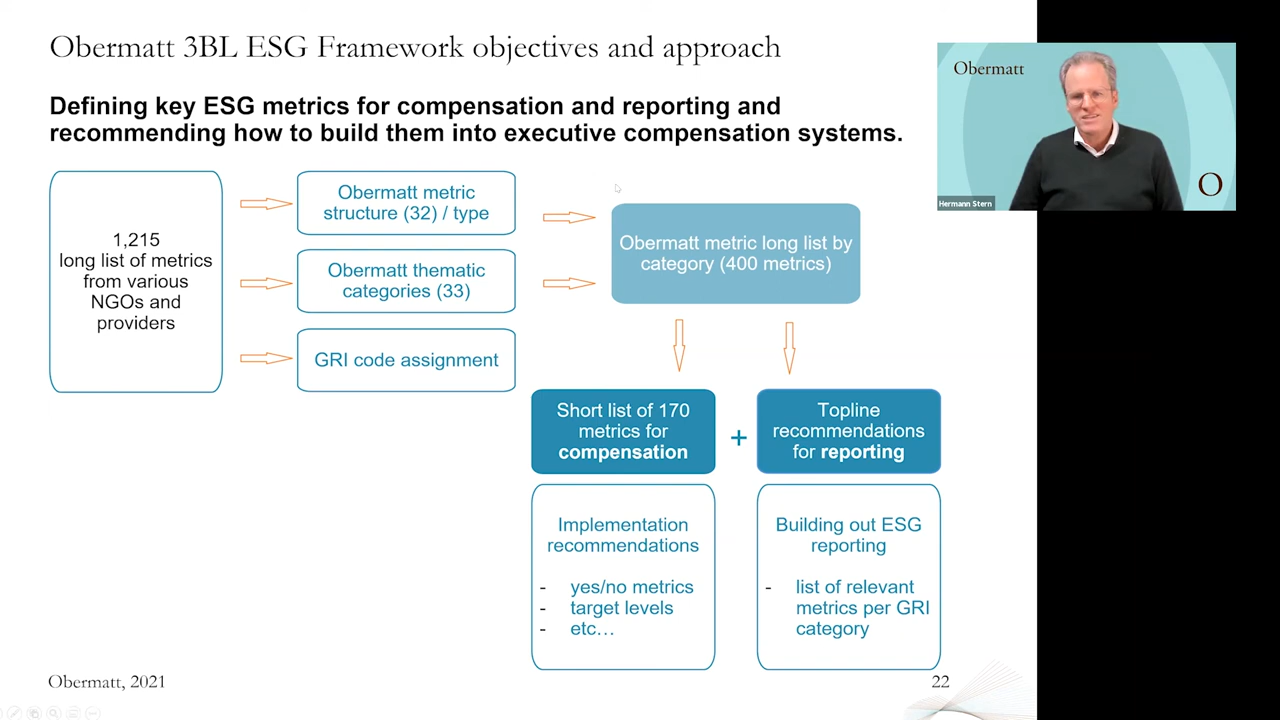 Obermatt 3BL ESG Framework objectives and approach
Defining key ESG metrics for compensation and reporting and
recommending how to build them into executive compensation systems.
1,215
long list of metrics
from various
NGOs and
providers
Obermatt metric
structure (32) / type
Obermatt thematic
categories (33)
GRI code assignment
Obermatt metric long list by
category (400 metrics)
Short list of 170
metrics for
compensation
+
Topline
recommendations
for reporting
Implementation
recommendations
- yes/no metrics
- target levels
- etc…
Building out ESG
reporting
- list of relevant
metrics per GRI
category
Obermatt, 2021
22
Obermatt
O
Hermann Stern